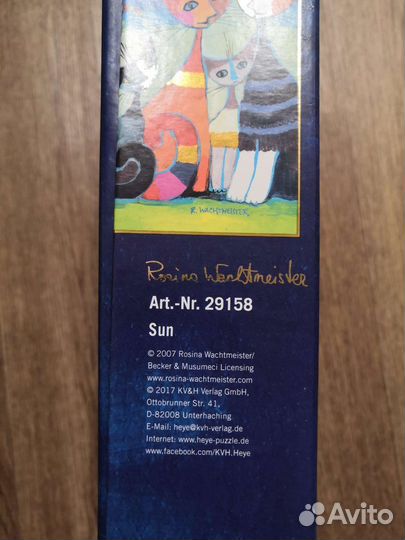 R. WACHTMEISTER
Rosina Wachtmeister
Art.-Nr. 29158
Sun
© 2007 Rosina Wachtmeister/
Becker & Musumeci Licensing
www.rosina-wachtmeister.com
© 2017 KV&H Verlag GmbH,
Ottobrunner Str. 41,
D-82008 Unterhaching
E-Mail: heye@kvh-verlag.de
Internet: www.heye-puzzle.de
www.facebook.com/KVH.Heye
Avito